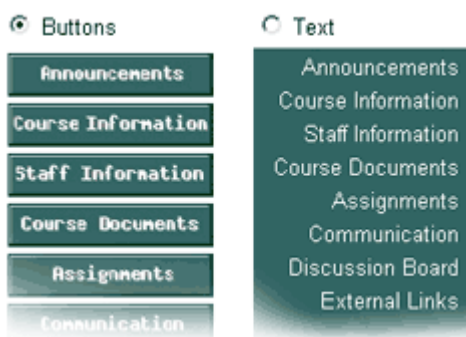 Buttons
Announcements
Course Information
Staff Information
Course Documents
Assignments
Communication
Text
Announcements
Course Information
Staff Information
Course Documents
Assignments
Communication
Discussion Board
External Links